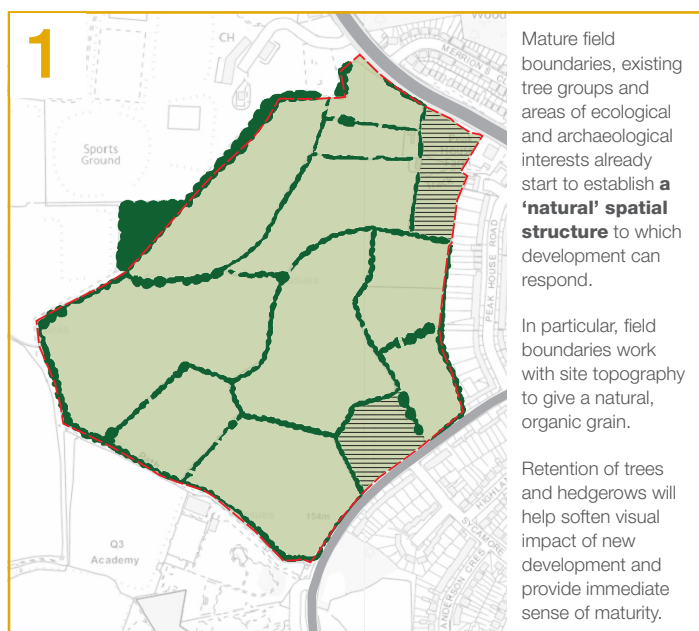 1
Mature field
boundaries, existing
tree groups and
areas of ecological
and archaeological
interests already
start to establish a
‘natural’ spatial
structure to which
development can
respond.
In particular, field
boundaries work
with site topography
to give a natural,
organic grain.
Retention of trees
and hedgerows will
help soften visual
impact of new
development and
provide immediate
sense of maturity.
CH
Sports
Ground
PEAK HOUSE ROAD
Path
154m
Q3
Academy
SYCAMORE